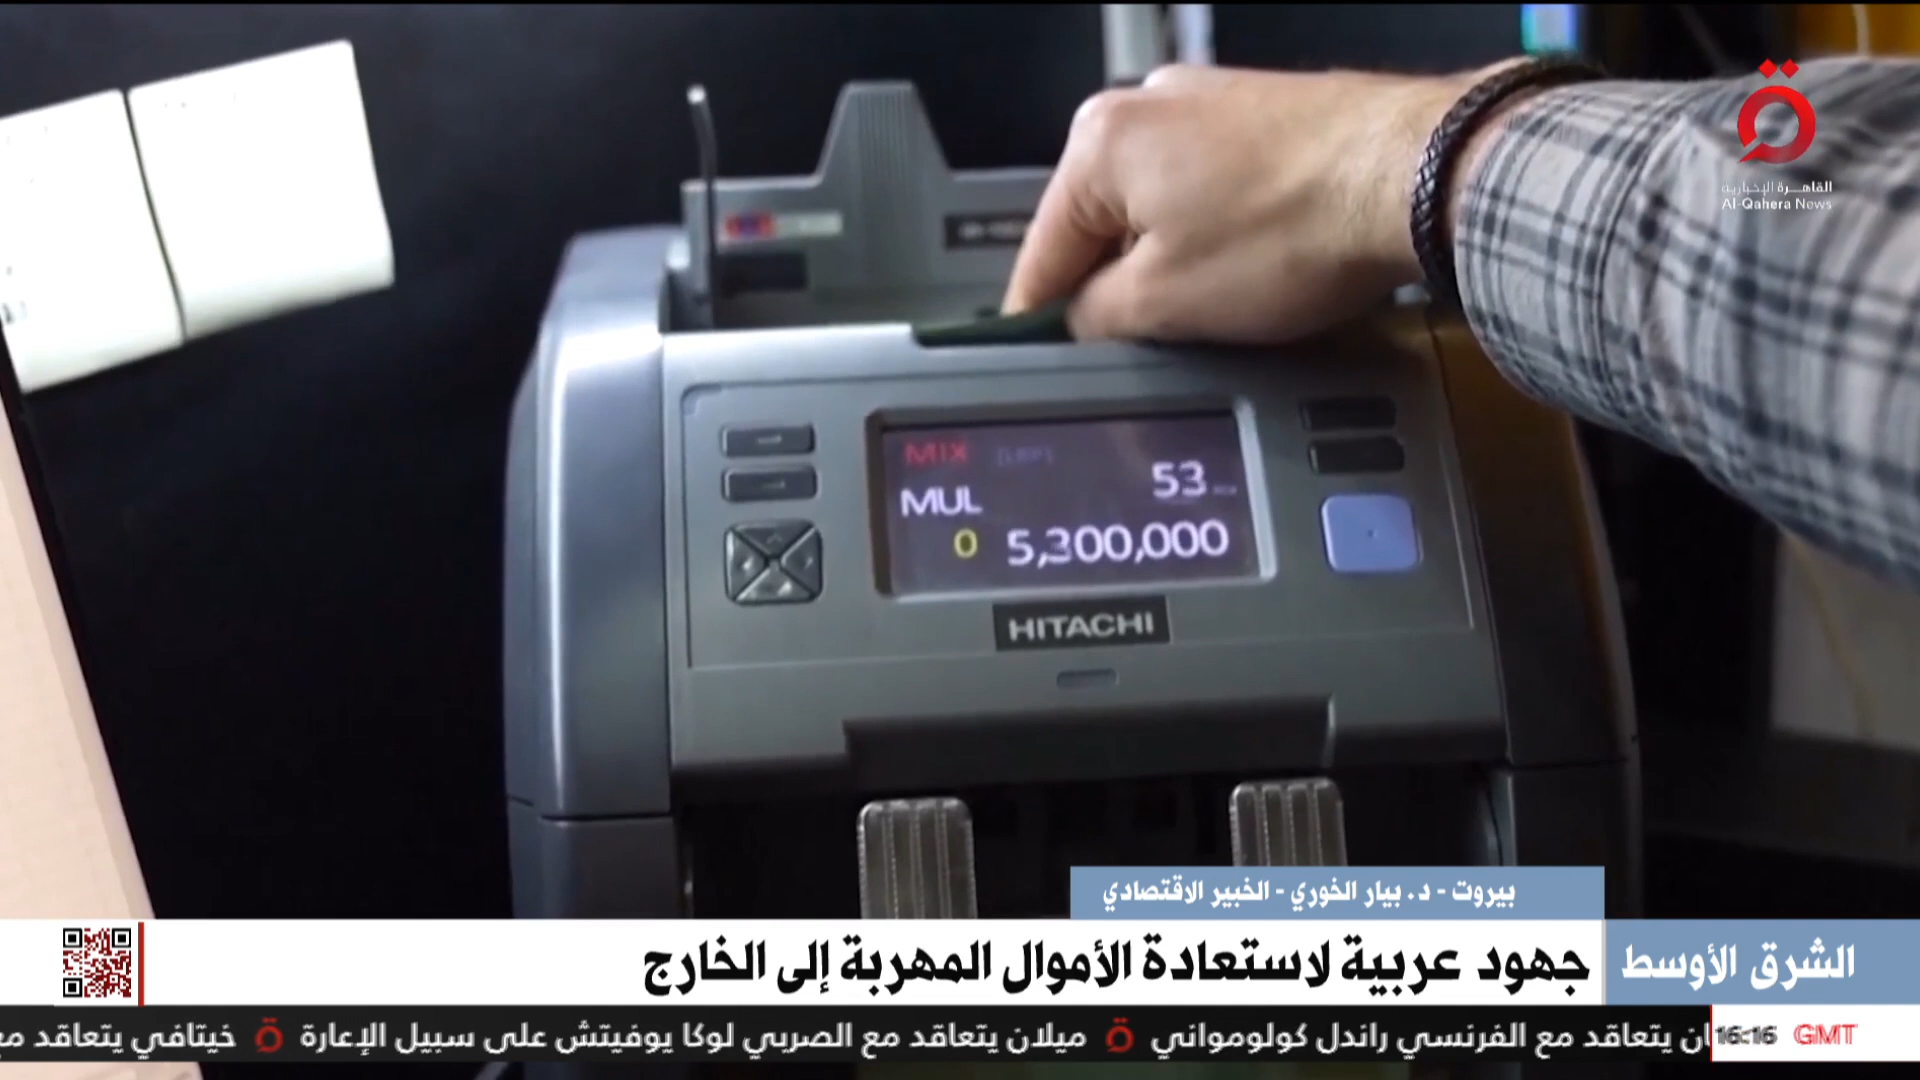 القاهرة الإخبارية
Al-Qahera News
MIX
53
MUL
0 5,300,000
HITACHI
بيروت - د. بيار الخوري - الخبير الاقتصادي
الشرق الأوسط
جهود عربية لاستعادة الأموال المهربة إلى الخارج
يتعاقد مع الفرنسي راندل كولومواني
ميلان يتعاقد مع الصربي لوكا يوفيتش على سبيل الإعارة
خيتافي يتعاقد
16:16 GMT